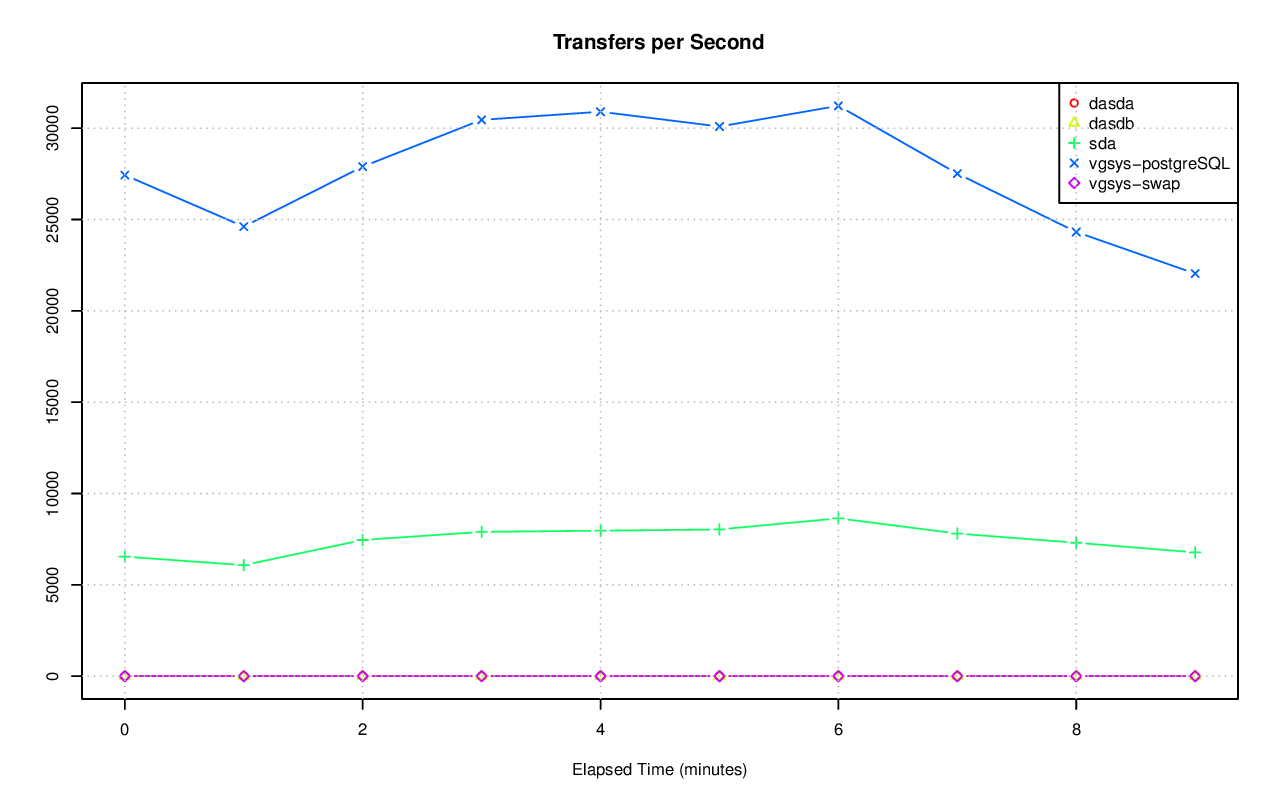 Transfers per Second
dasda
dasdb
sda
vgsys−postgreSQL
vgsys−swap
30000
25000
20000
15000
10000
5000
0
0 2 4 6 8
Elapsed Time (minutes)